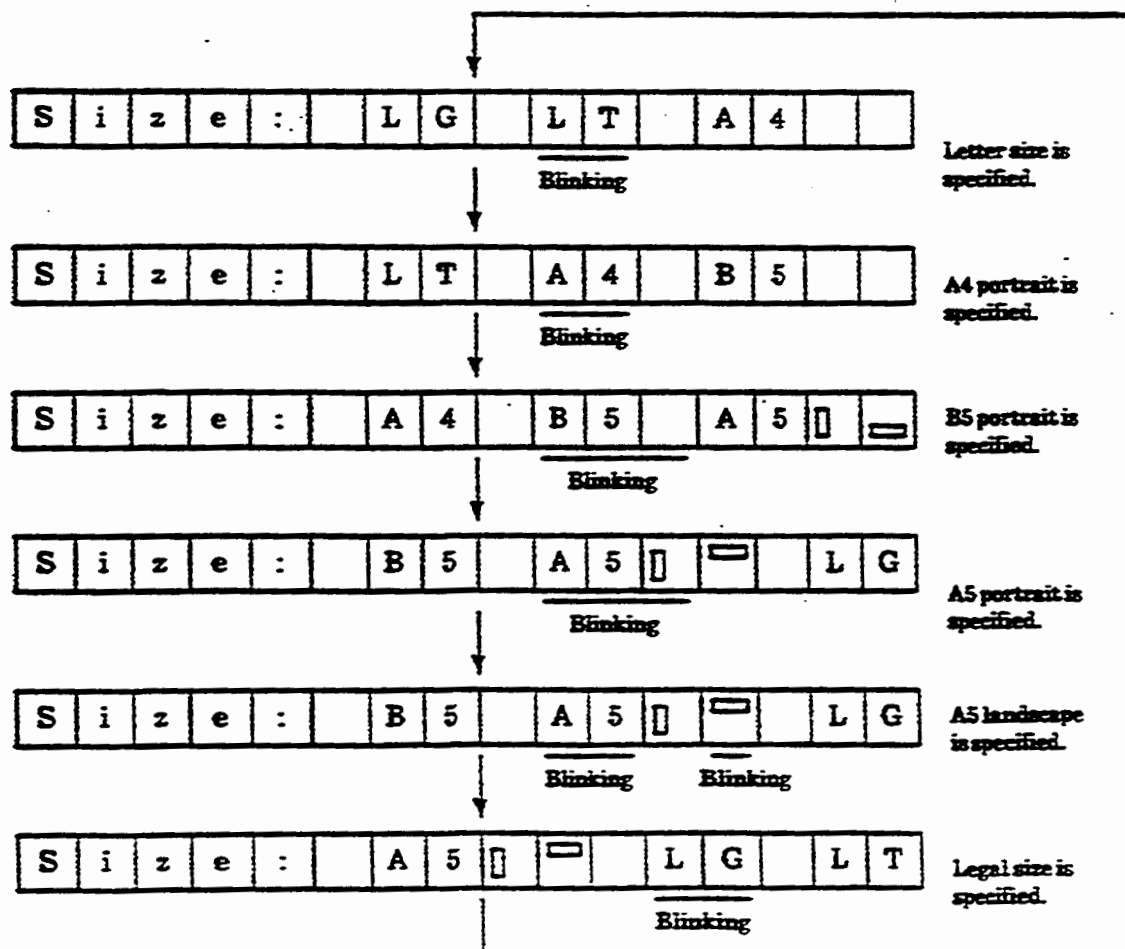 Size: LG LT A4
Letter size is
specified.
Blinking
Size: LT A4 B5
A4 portrait is
specified.
Blinking
Size: A4 B5 A5
B5 portrait is
specified.
Blinking
Size: B5 A5 LG
A5 portrait is
specified.
Blinking
Size: B5 A5 LG
A5 landscape
is specified.
Blinking Blinking
Size: A5 LG LT
Legal size is
specified.
Blinking